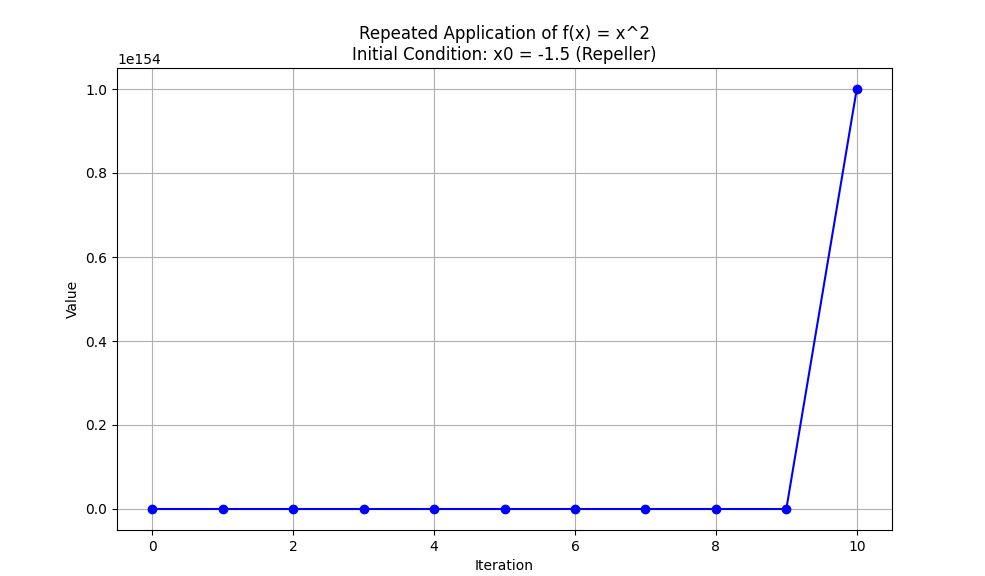 Repeated Application of f(x) = x^2
Initial Condition: x0 = -1.5 (Repeller)
1e154
1.0
0.8
0.6
0.4
0.2
0.0
Value
0 2 4 6 8 10
Iteration